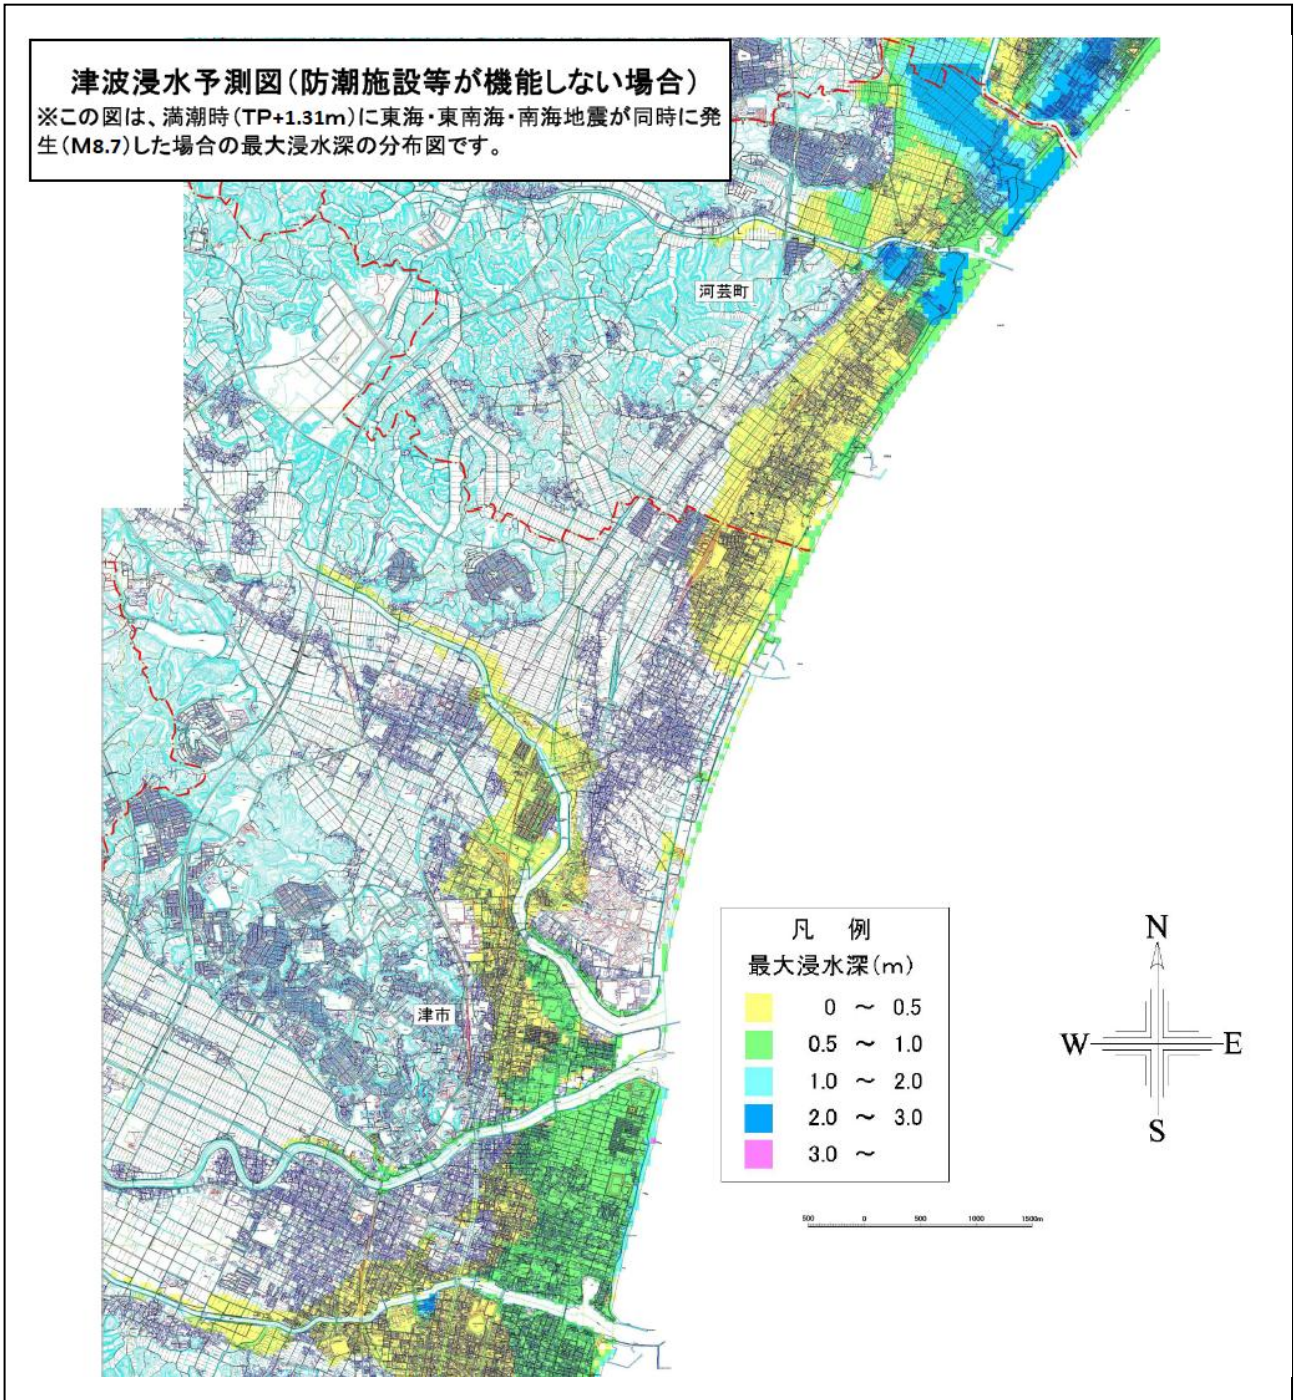 津波浸水予測図(防潮施設等が機能しない場合)
※この図は、満潮時(TP+1.31m)に東海・東南海・南海地震が同時に発
生(M8.7)した場合の最大浸水深の分布図です。
河芸町
津市
凡 例
最大浸水深(m)
0 ~ 0.5
0.5 ~ 1.0
1.0 ~ 2.0
2.0 ~ 3.0
3.0 ~
N
W E
S
500 0 500 1000 1500m